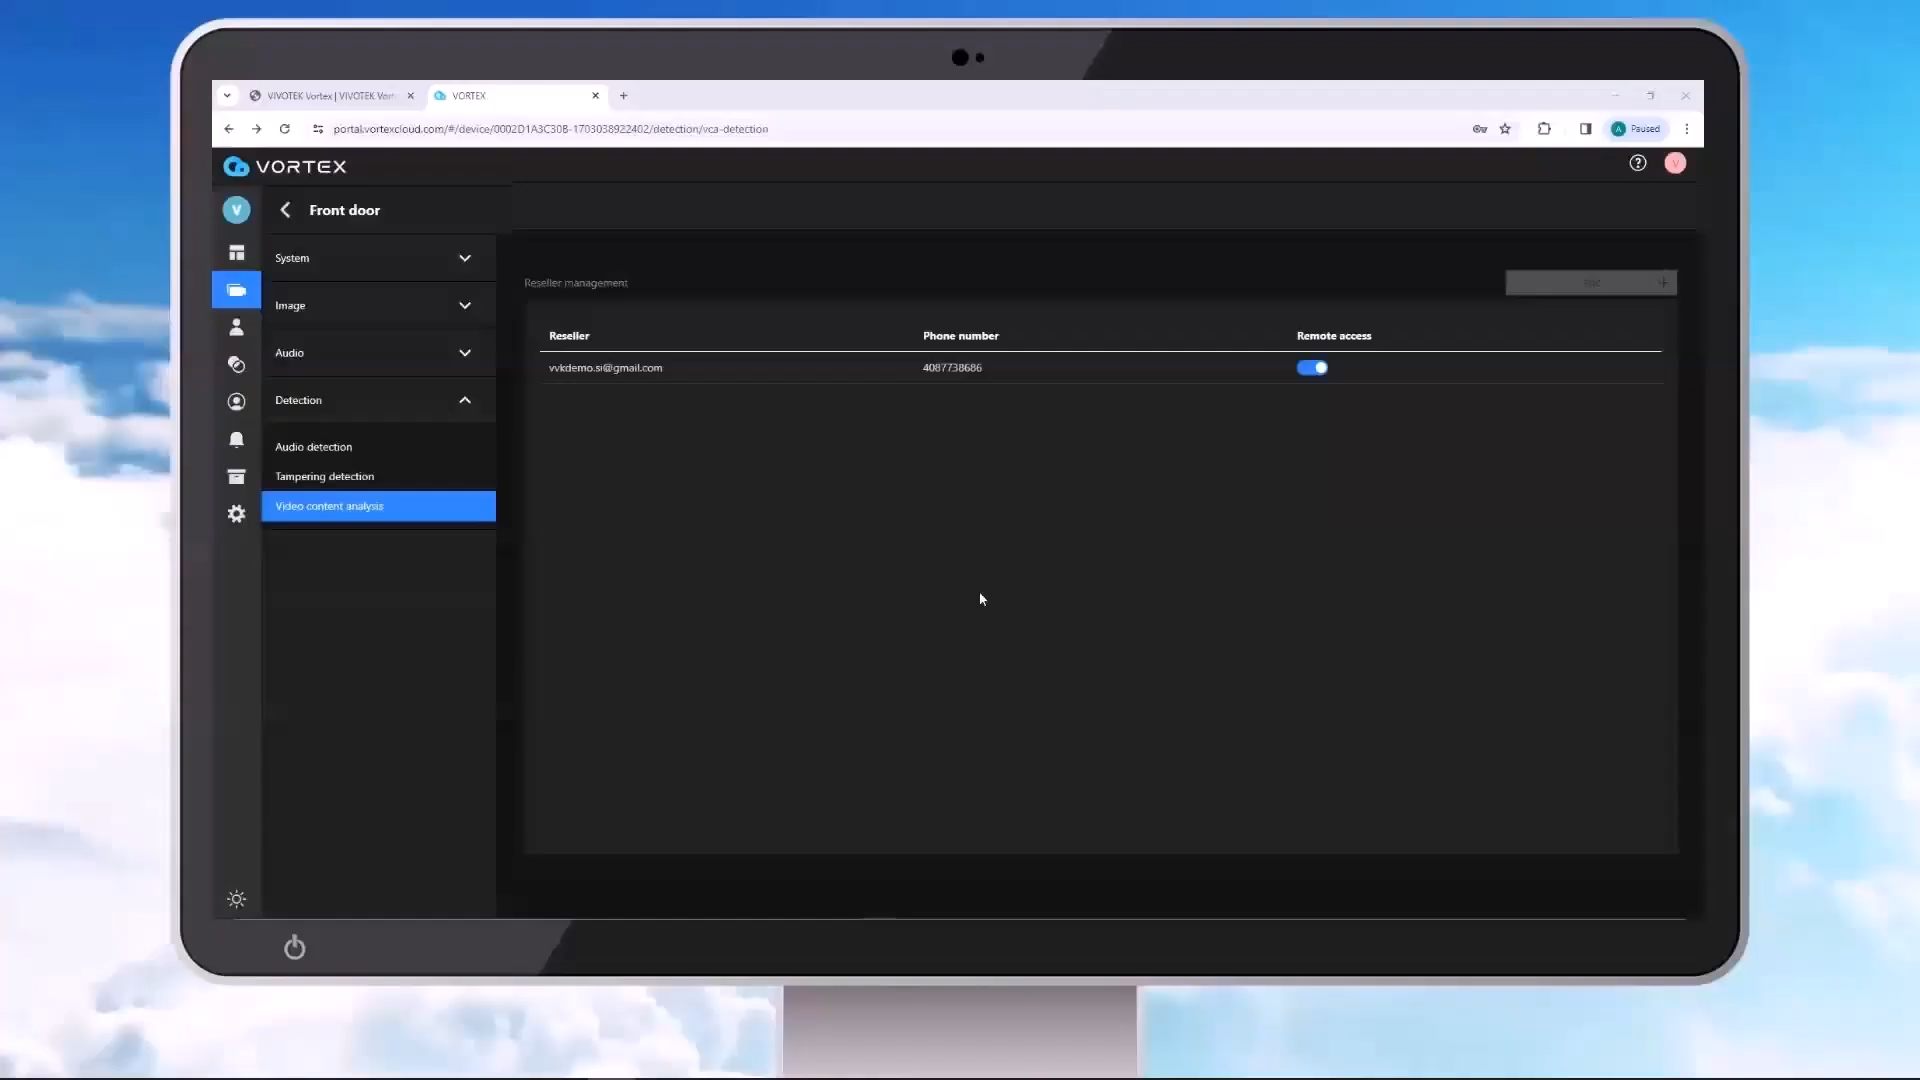 VIVOTEK Vortex | VIVOTEK Vort
VORTEX
portal.vortexcloud.com/#/device/0002D1A3C30B-1703038922402/detection/vca-detection
A
Paused
VORTEX
V
V
Front door
System
Image
Audio
Detection
Audio detection
Tampering detection
Video content analysis
Reseller management
Reseller
Phone number
Remote access
vvkdemo.si@gmail.com
4087738686